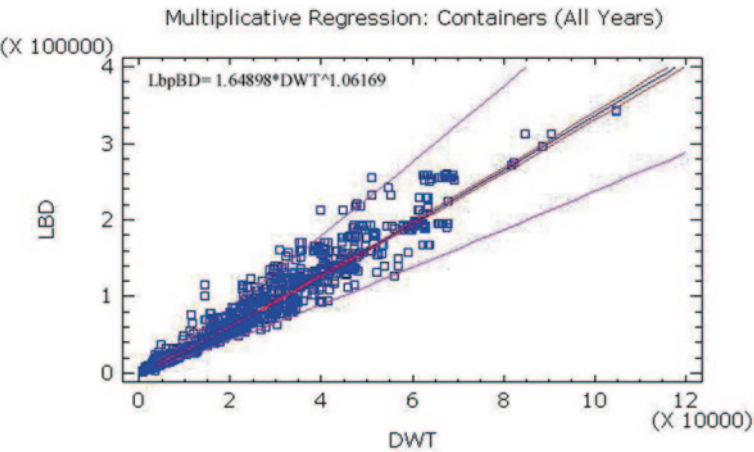 Multiplicative Regression: Containers (All Years)
(X 100000)
LbpBD= 1.64898*DWT^1.06169
4
3
2
1
0
LBD
0 2 4 6 8 10 12
(X 10000)
DWT